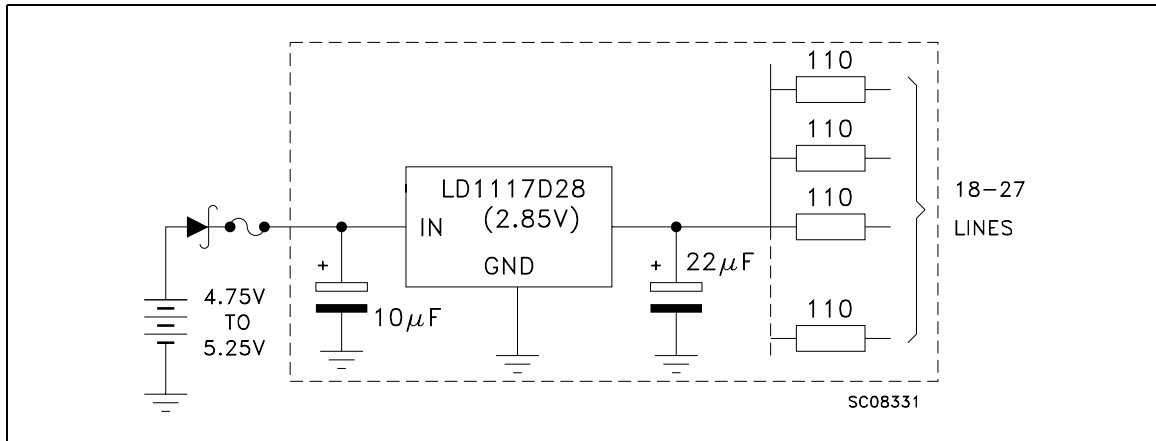 110
110
110
110
18-27
LINES
LD1117D28
(2.85V)
IN
GND
+
10μF
+
22μF
4.75V
TO
5.25V
SC08331